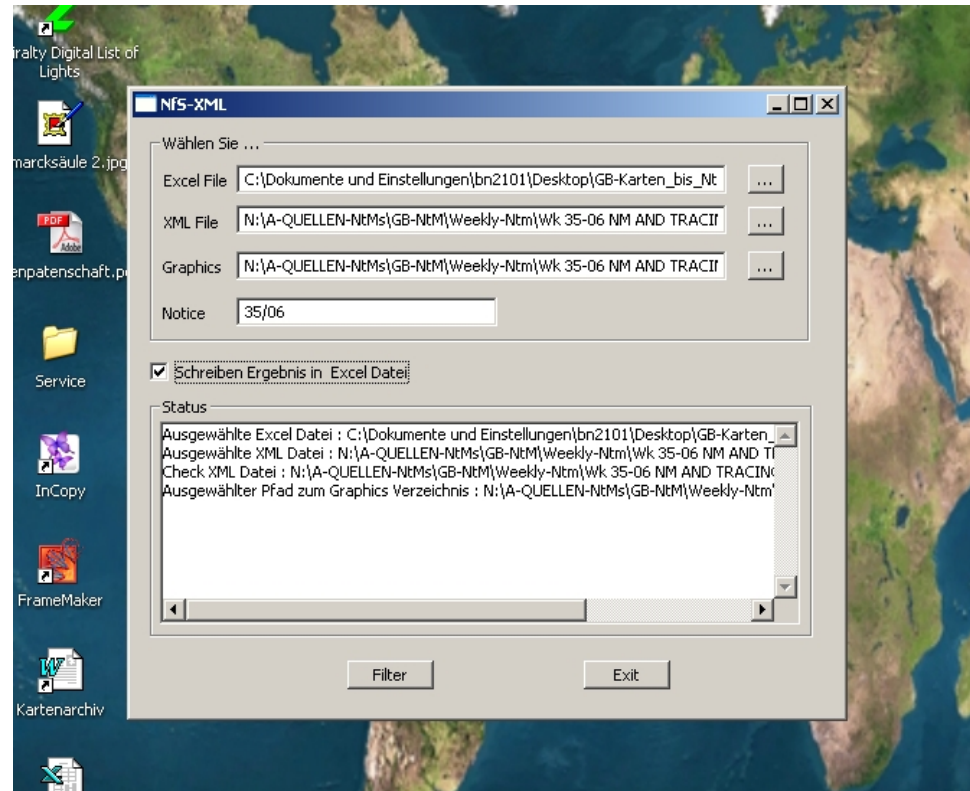 iralty Digital List of
Lights
marcksäule 2.jpg
PDF
Adobe
enpatenschaft.p
Service
InCopy
FrameMaker
Kartenarchiv
NfS-XML
Wählen Sie ...
Excel File C:\Dokumente und Einstellungen\bn2101\Desktop\GB-Karten_bis_Nt ...
XML File N:\A-QUELLEN-NtMs\GB-NtM\Weekly-Ntm\Wk 35-06 NM AND TRACI ...
Graphics N:\A-QUELLEN-NtMs\GB-NtM\Weekly-Ntm\Wk 35-06 NM AND TRACI ...
Notice 35/06
Schreiben Ergebnis in Excel Datei
Status
Ausgewählte Excel Datei : C:\Dokumente und Einstellungen\bn2101\Desktop\GB-Karten_
Ausgewählte XML Datei : N:\A-QUELLEN-NtMs\GB-NtM\Weekly-Ntm\Wk 35-06 NM AND T
Check XML Datei : N:\A-QUELLEN-NtMs\GB-NtM\Weekly-Ntm\Wk 35-06 NM AND TRACIN
Ausgewählter Pfad zum Graphics Verzeichnis : N:\A-QUELLEN-NtMs\GB-NtM\Weekly-Ntm
Filter Exit